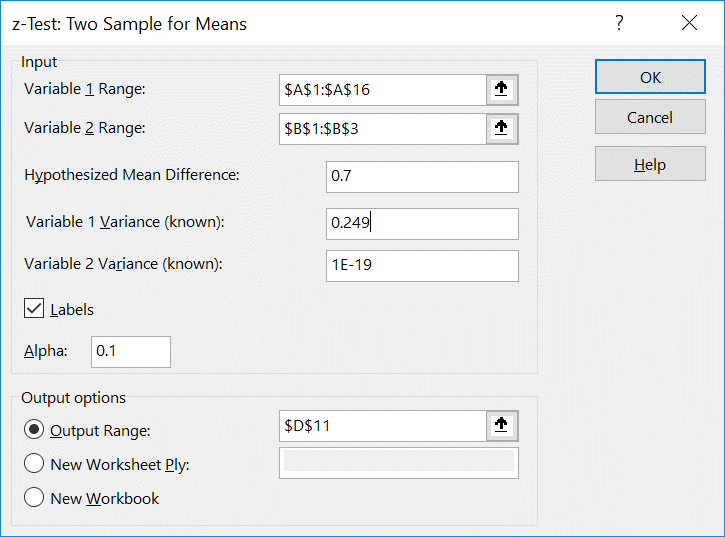 z-Test: Two Sample for Means
?
Input
Variable 1 Range: $A$1:$A$16
Variable 2 Range: $B$1:$B$3
Hypothesized Mean Difference: 0.7
Variable 1 Variance (known): 0.249
Variable 2 Variance (known): 1E-19
Labels
Alpha: 0.1
OK
Cancel
Help
Output options
Output Range: $D$11
New Worksheet Ply:
New Workbook